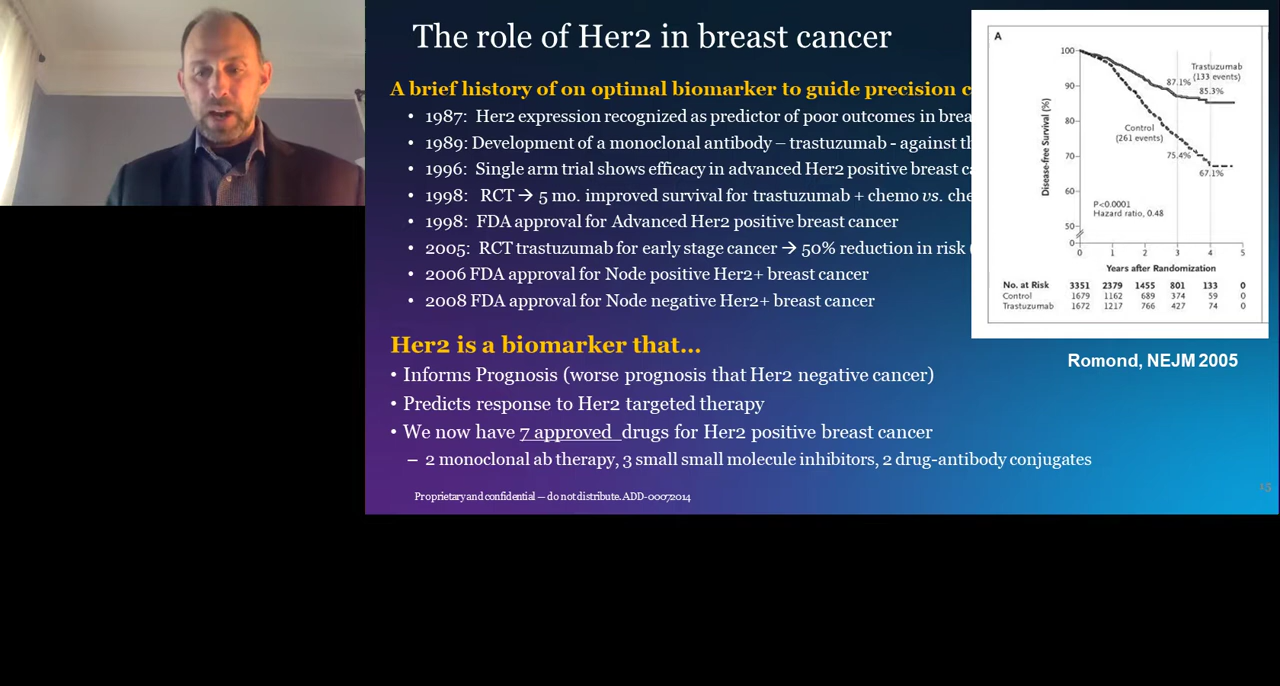 The role of Her2 in breast cancer
A brief history of on optimal biomarker to guide precision c
• 1987: Her2 expression recognized as predictor of poor outcomes in brea
• 1989: Development of a monoclonal antibody – trastuzumab - against th
• 1996: Single arm trial shows efficacy in advanced Her2 positive breast ca
• 1998: RCT → 5 mo. improved survival for trastuzumab + chemo vs. che
• 1998: FDA approval for Advanced Her2 positive breast cancer
• 2005: RCT trastuzumab for early stage cancer → 50% reduction in risk (
• 2006 FDA approval for Node positive Her2+ breast cancer
• 2008 FDA approval for Node negative Her2+ breast cancer
Her2 is a biomarker that...
• Informs Prognosis (worse prognosis that Her2 negative cancer)
• Predicts response to Her2 targeted therapy
• We now have 7 approved drugs for Her2 positive breast cancer
– 2 monoclonal ab therapy, 3 small small molecule inhibitors, 2 drug-antibody conjugates
Proprietary and confidential — do not distribute. ADD-00072014
15
A
Disease-free Survival (%)
100
90
80
70
60
50
0
Trastuzumab
(133 events)
87.1%
85.3%
Control
(261 events)
75.4%
67.1%
P<0.0001
Hazard ratio, 0.48
0 1 2 3 4 5
Years after Randomization
No. at Risk 3351 2379 1455 801 133 0
Control 1679 1162 689 374 59 0
Trastuzumab 1672 1217 766 427 74 0
Romond, NEJM 2005